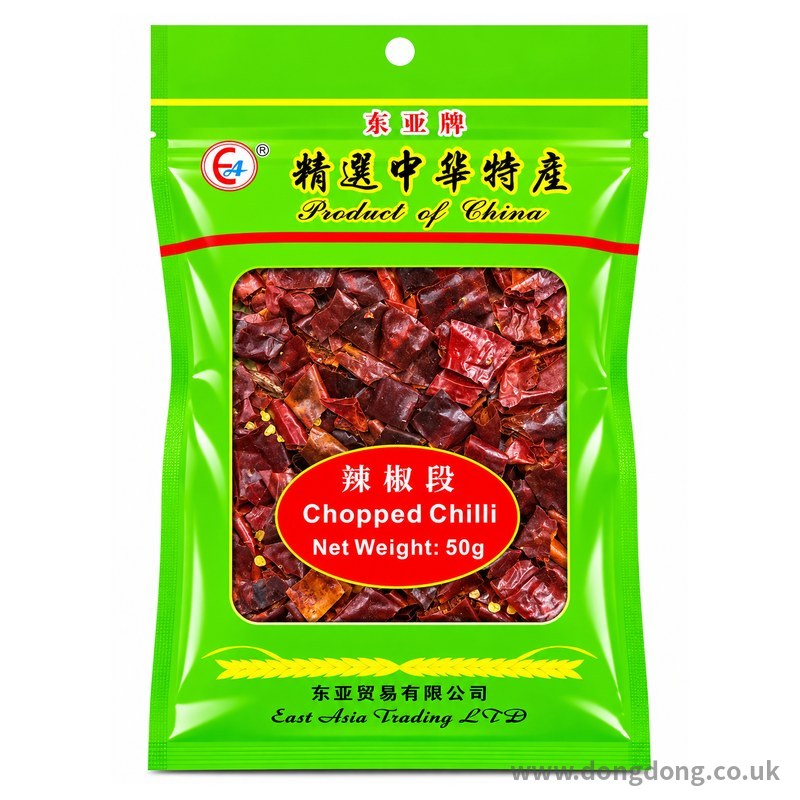 东亚牌
EA ®
精選中华特産
Product of China
辣椒段
Chopped Chilli
Net Weight: 50g
东亚贸易有限公司
East Asia Trading LTD
www.dongdong.co.uk